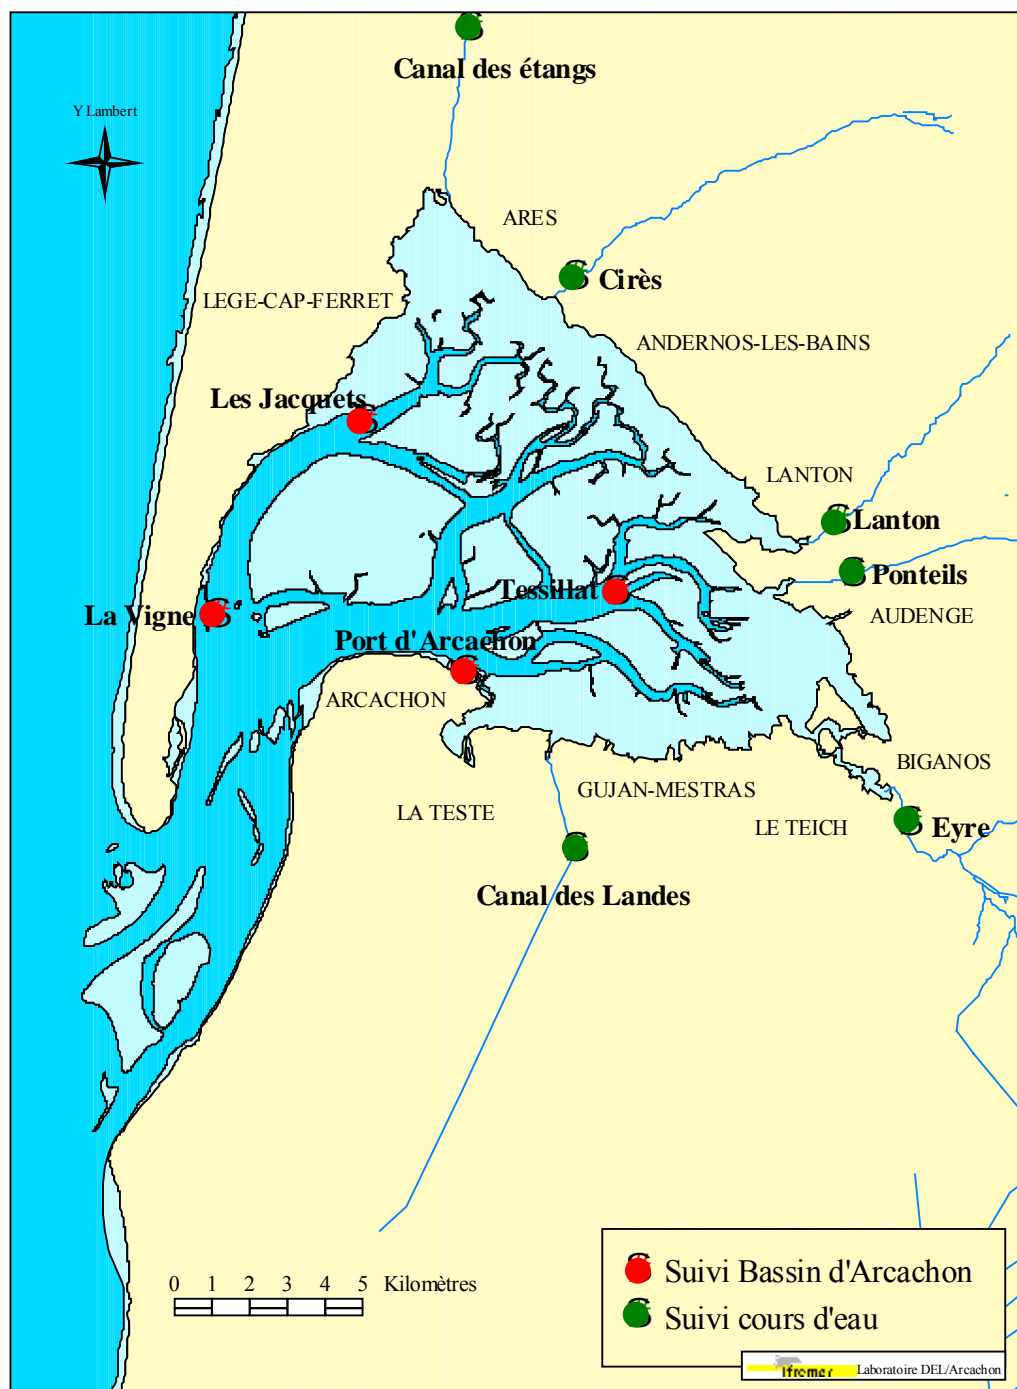 Canal des étangs
Y Lambert
ARES
Cirès
LEGE-CAP-FERRET
ANDERNOS-LES-BAINS
Les Jacquets
LANTON
Lanton
Ponteils
Tessillat
La Vigne
AUDENGE
Port d'Arcachon
ARCACHON
BIGANOS
GUJAN-MESTRAS
LA TESTE
LE TEICH
Eyre
Canal des Landes
0 1 2 3 4 5 Kilomètres
Suivi Bassin d'Arcachon
Suivi cours d'eau
Ifremer Laboratoire DEL/Arcachon